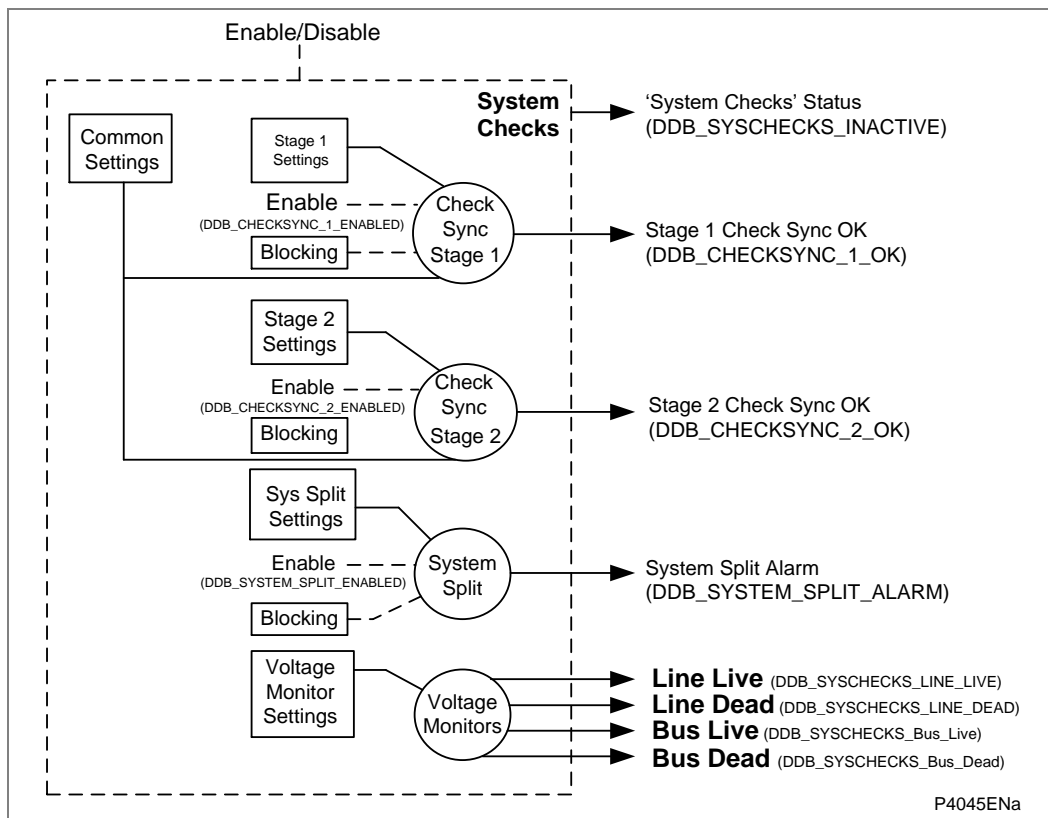 Enable/Disable
System
Checks
'System Checks' Status
(DDB_SYSCHECKS_INACTIVE)
Common
Settings
Stage 1
Settings
Enable
(DDB_CHECKSYNC_1_ENABLED)
Blocking
Check
Sync
Stage 1
Stage 1 Check Sync OK
(DDB_CHECKSYNC_1_OK)
Stage 2
Settings
Enable
(DDB_CHECKSYNC_2_ENABLED)
Blocking
Check
Sync
Stage 2
Stage 2 Check Sync OK
(DDB_CHECKSYNC_2_OK)
Sys Split
Settings
Enable
(DDB_SYSTEM_SPLIT_ENABLED)
Blocking
System
Split
System Split Alarm
(DDB_SYSTEM_SPLIT_ALARM)
Voltage
Monitor
Settings
Voltage
Monitors
Line Live (DDB_SYSCHECKS_LINE_LIVE)
Line Dead (DDB_SYSCHECKS_LINE_DEAD)
Bus Live (DDB_SYSCHECKS_Bus_Live)
Bus Dead (DDB_SYSCHECKS_Bus_Dead)
P4045ENa